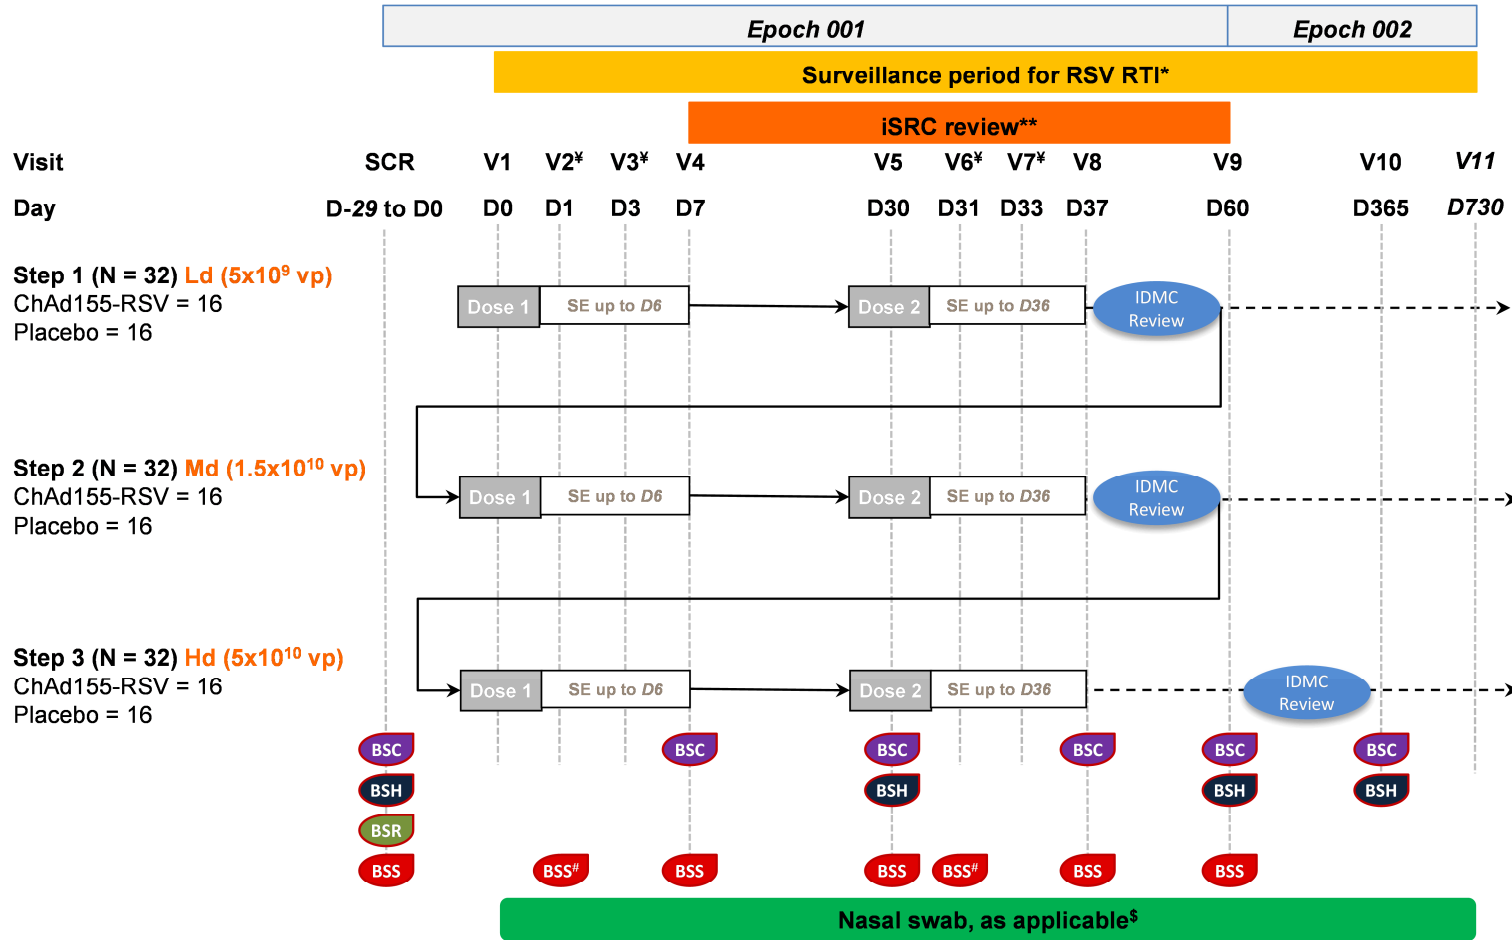 Epoch 001 Epoch 002
Surveillance period for RSV RTI*
iSRC review**
Visit SCR V1 V2¥ V3¥ V4 V5 V6¥ V7¥ V8 V9 V10 V11
Day D-29 to D0 D0 D1 D3 D7 D30 D31 D33 D37 D60 D365 D730
Step 1 (N = 32) Ld (5x10⁹ vp)
ChAd155-RSV = 16
Placebo = 16
Dose 1 SE up to D6 Dose 2 SE up to D36 IDMC
Review
Step 2 (N = 32) Md (1.5x10¹⁰ vp)
ChAd155-RSV = 16
Placebo = 16
Dose 1 SE up to D6 Dose 2 SE up to D36 IDMC
Review
Step 3 (N = 32) Hd (5x10¹⁰ vp)
ChAd155-RSV = 16
Placebo = 16
Dose 1 SE up to D6 Dose 2 SE up to D36 IDMC
Review
BSC BSC BSC BSC BSC BSC
BSH BSH BSH BSH
BSR
BSS BSS# BSS BSS BSS# BSS BSS
Nasal swab, as applicable$